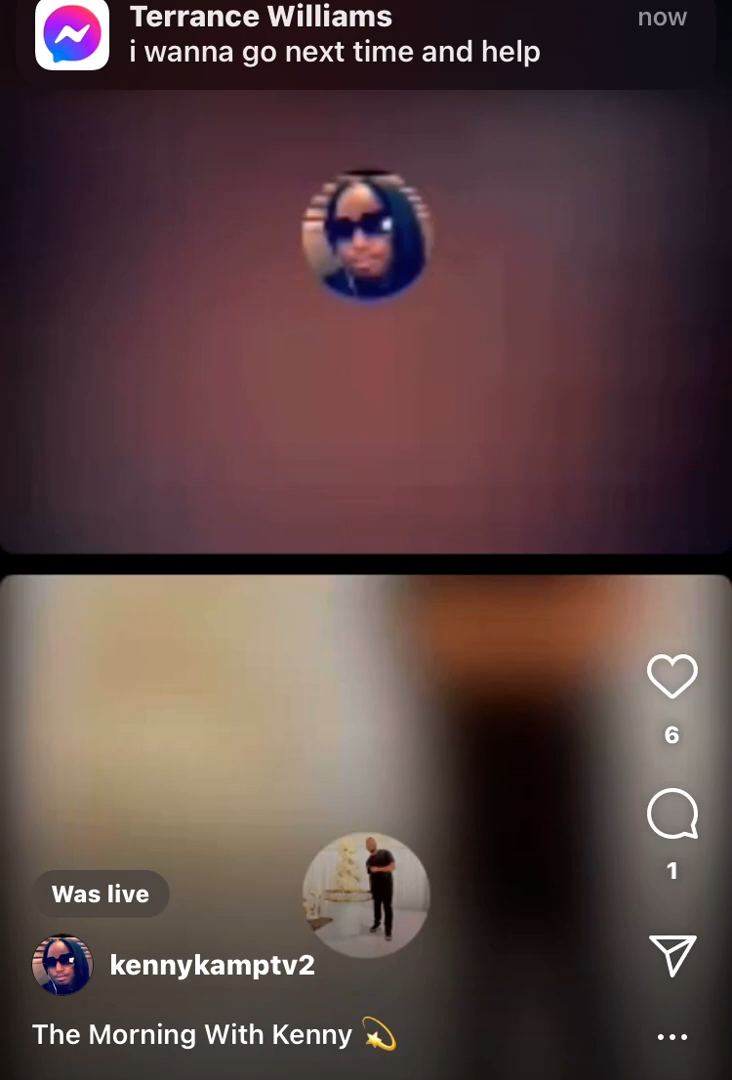 Terrance Williams
now
i wanna go next time and help
6
1
Was live
kennykamptv2
The Morning With Kenny 💫